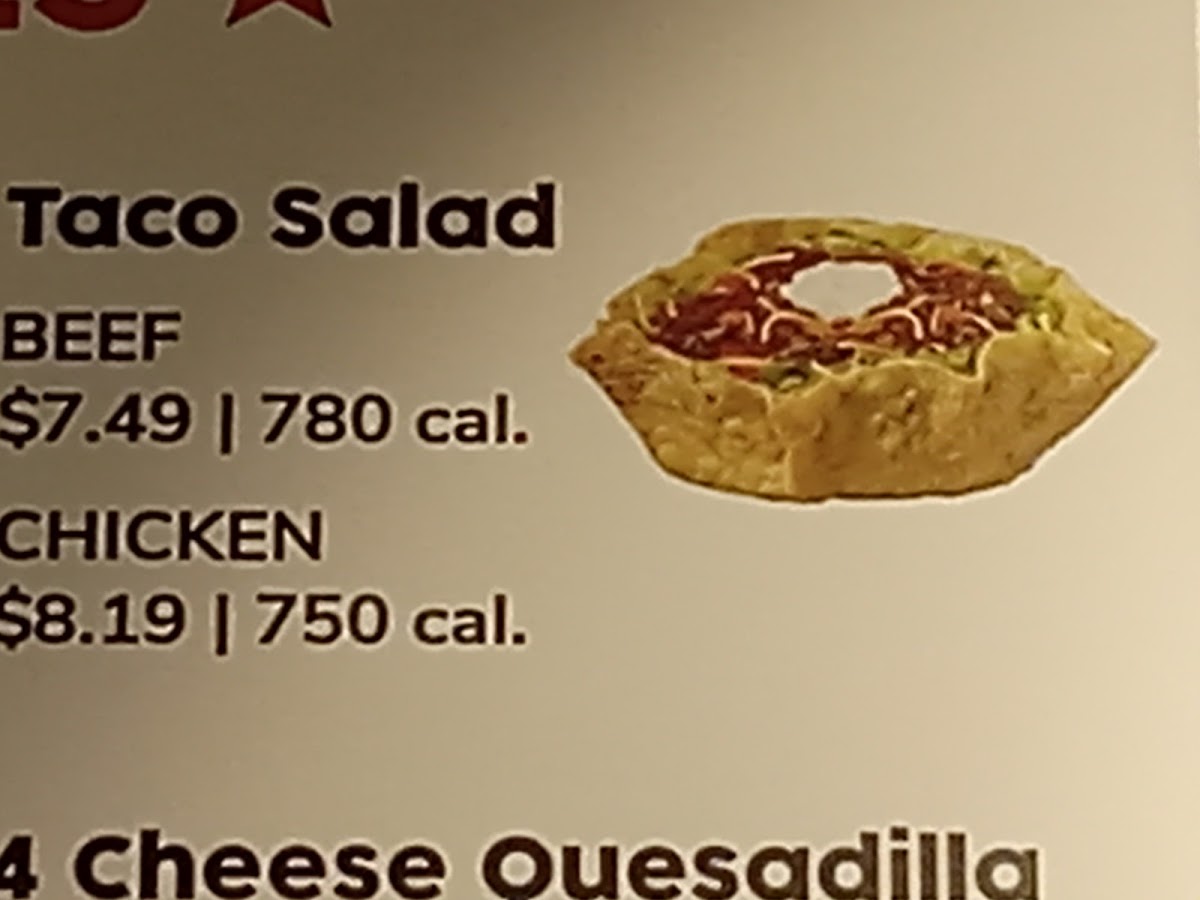 Taco Salad
BEEF
$7.49 | 780 cal.
CHICKEN
$8.19 | 750 cal.
4 Cheese Quesadilla